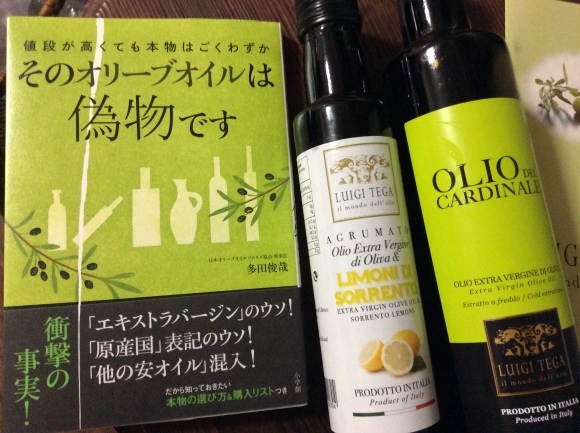 値段が高くても本物はごくわずか
そのオリーブオイルは
偽物です
多田俊哉
衝撃の
事実!
「エキストラバージン」のウソ!
「原産国」表記のウソ!
「他の安オイル」混入!
だから知っておきたい
本物の選び方&購入リストつき
小学館
LUIGI TEGA
il mondo dell'olio
AGRUMATO
Olio Extra Vergine
di Oliva &
LIMONI DI
SORRENTO
EXTRA VIRGIN OLIVE OIL &
SORRENTO LEMONS
PRODOTTO IN ITALIA
Product of Italy
OLIO DEL
CARDINALE
OLIO EXTRA VERGINE DI OLIVA
Extra Virgin Olive Oil
Estratto a freddo / Cold extraction
LUIGI TEGA
il mondo dell'olio
PRODOTTO IN ITALIA
Produced in Italy